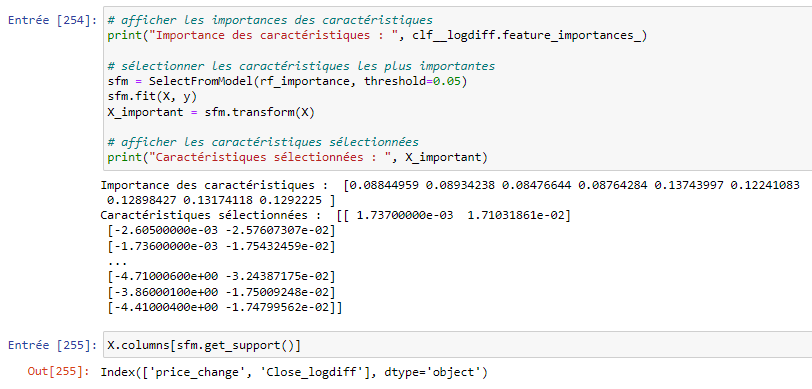 Entrée [254]: # afficher les importances des caractéristiques
print("Importance des caractéristiques : ", clf__logdiff.feature_importances_)
# sélectionner les caractéristiques les plus importantes
sfm = SelectFromModel(rf_importance, threshold=0.05)
sfm.fit(X, y)
X_important = sfm.transform(X)
# afficher les caractéristiques sélectionnées
print("Caractéristiques sélectionnées : ", X_important)
Importance des caractéristiques :  [0.08844959 0.08934238 0.08476644 0.08764284 0.13743997 0.12241083
0.12898427 0.13174118 0.1292225 ]
Caractéristiques sélectionnées :  [[ 1.73700000e-03  1.71031861e-02]
[-2.60500000e-03 -2.57607307e-02]
[-1.73600000e-03 -1.75432459e-02]
...
[-4.71000600e+00 -3.24387175e-02]
[-3.86000100e+00 -1.75009248e-02]
[-4.41000400e+00 -1.74799562e-02]]
Entrée [255]: X.columns[sfm.get_support()]
Out[255]: Index(['price_change', 'Close_logdiff'], dtype='object')